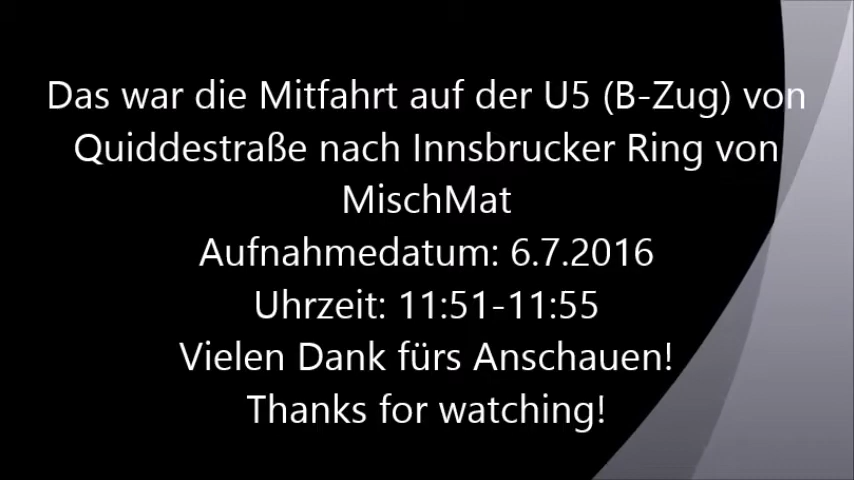 Das war die Mitfahrt auf der U5 (B-Zug) von
Quiddestraße nach Innsbrucker Ring von
MischMat
Aufnahmedatum: 6.7.2016
Uhrzeit: 11:51-11:55
Vielen Dank fürs Anschauen!
Thanks for watching!